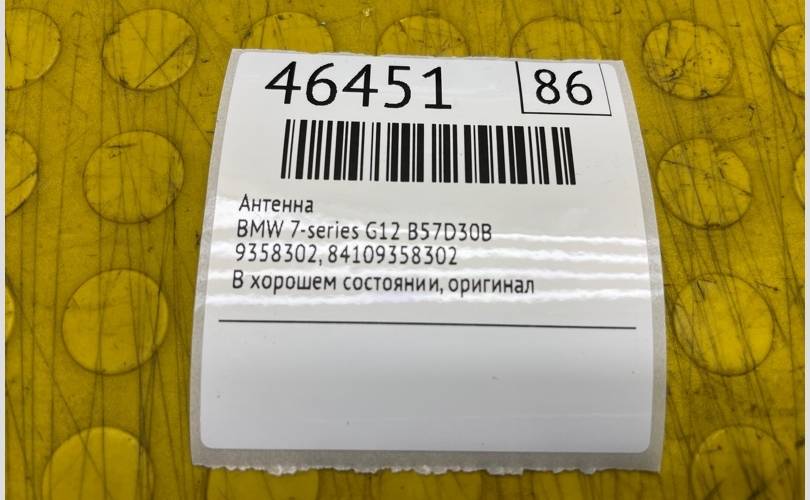 46451 86
Антенна
BMW 7-series G12 B57D30B
9358302, 84109358302
В хорошем состоянии, оригинал